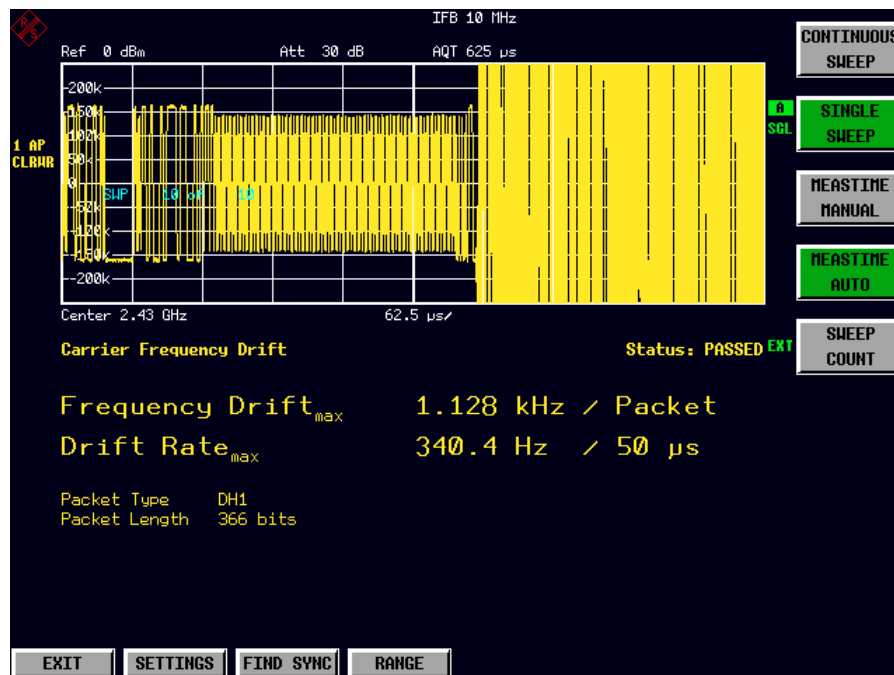 IFB 10 MHz
Ref 0 dBm Att 30 dB AQT 625 µs
R S
200k
150k
100k
1 AP
CLRWR
50k
0
SWP 10 of 10
-200k
A
SGL
Center 2.43 GHz 62.5 µs/
Carrier Frequency Drift Status: PASSED EXT
Frequency Drift max 1.128 kHz / Packet
Drift Rate max 340.4 Hz / 50 µs
Packet Type DH1
Packet Length 366 bits
CONTINUOUS
SWEEP
SINGLE
SWEEP
MEASTIME
MANUAL
MEASTIME
AUTO
SWEEP
COUNT
EXIT SETTINGS FIND SYNC RANGE